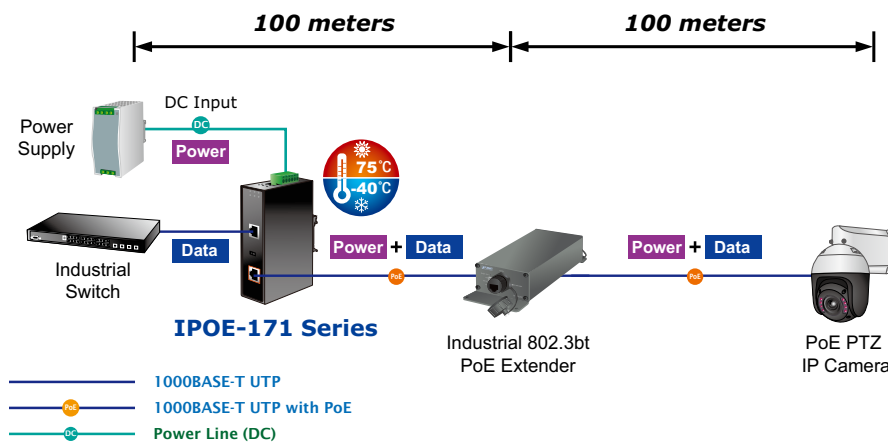 100 meters
100 meters
DC Input
DC
Power
Power
Supply
75°C
-40°C
Data
Industrial
Switch
Power + Data
PoE
Power + Data
PoE
IPOE-171 Series
Industrial 802.3bt
PoE Extender
PoE PTZ
IP Camera
1000BASE-T UTP
PoE
1000BASE-T UTP with PoE
DC
Power Line (DC)